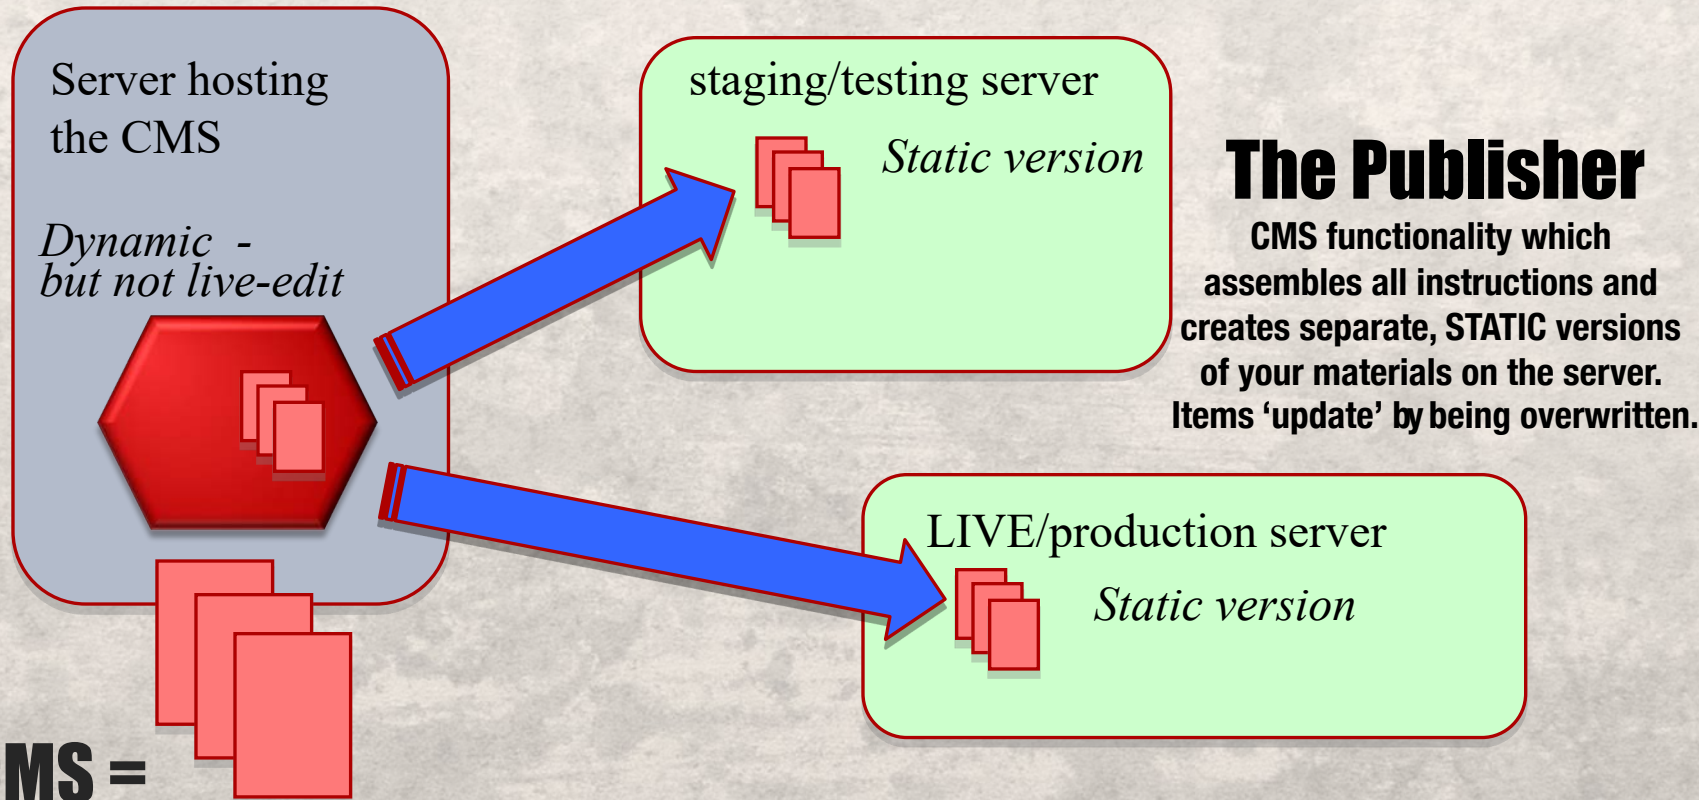 Server hosting
the CMS
Dynamic -
but not live-edit
staging/testing server
Static version
The Publisher
CMS functionality which
assembles all instructions and
creates separate, STATIC versions
of your materials on the server.
Items ‘update’ by being overwritten.
LIVE/production server
Static version
MS =